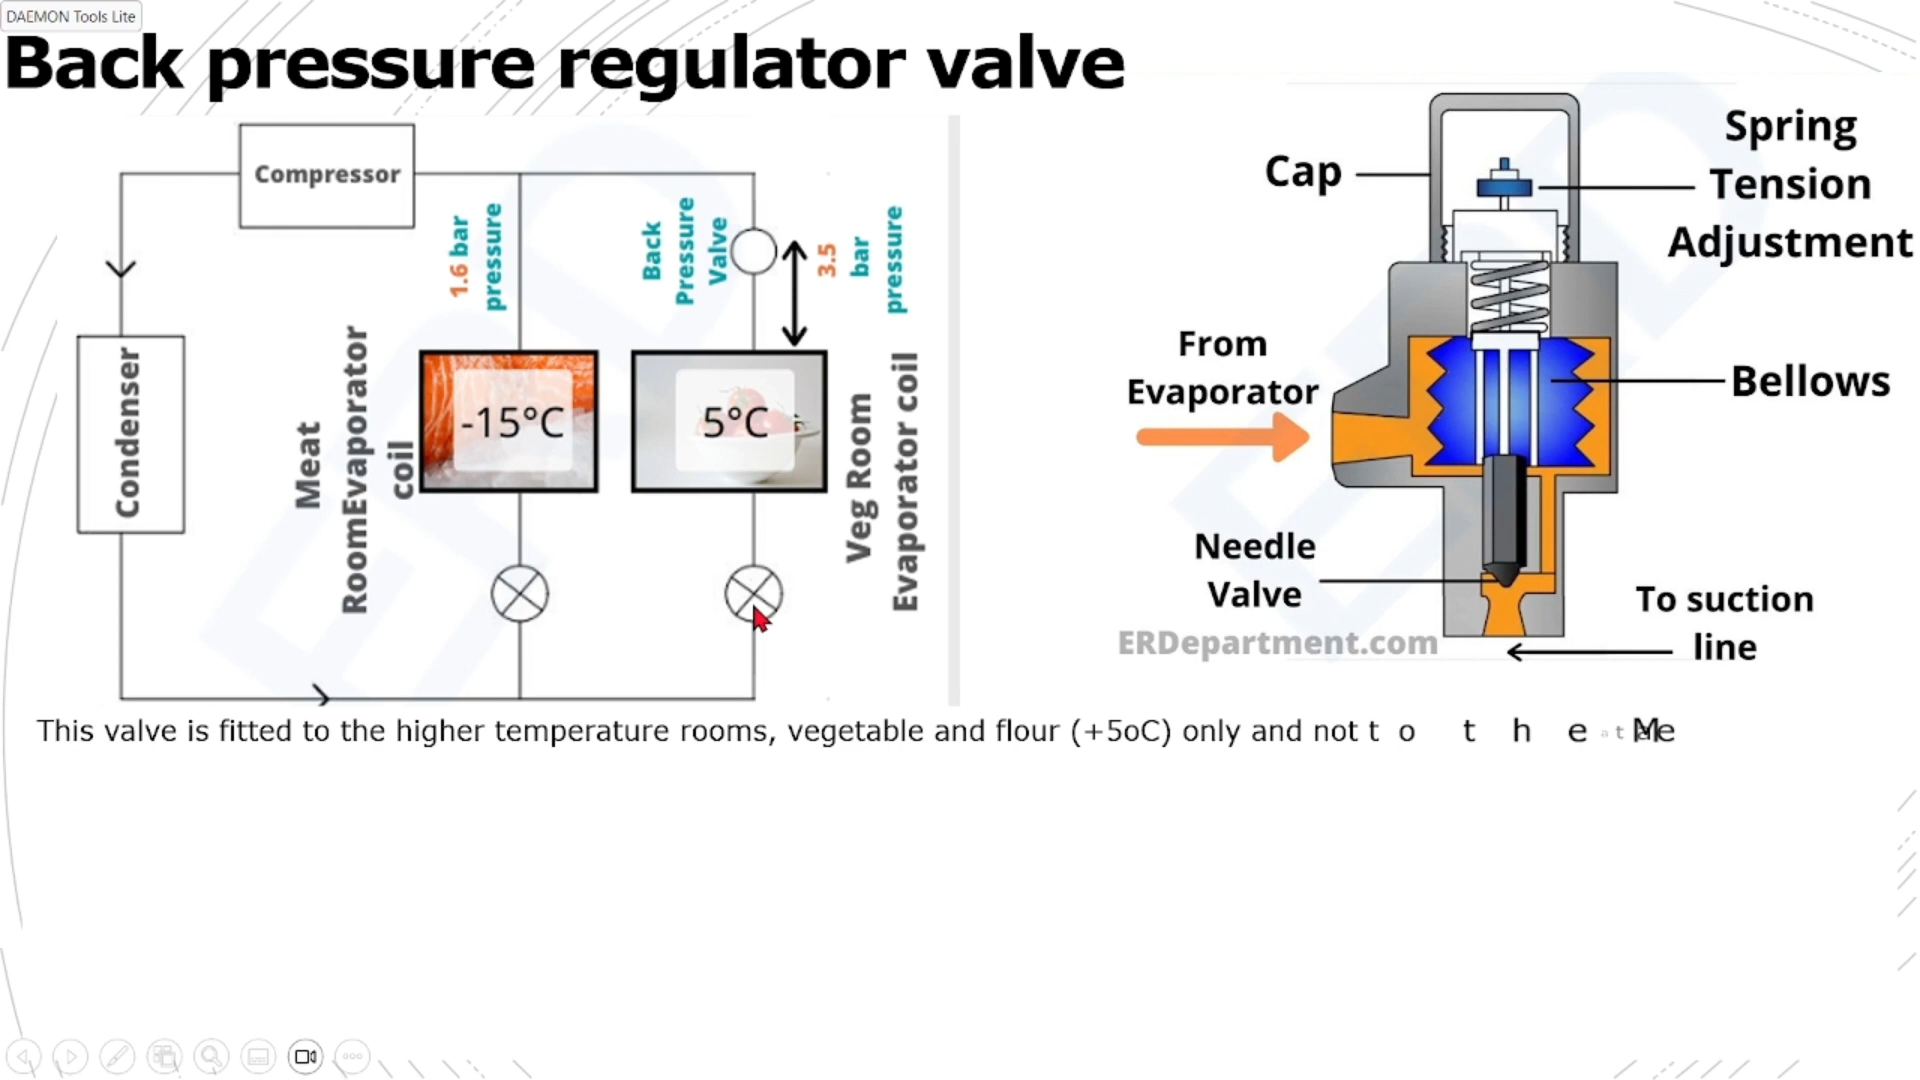 DAEMON Tools Lite
Back pressure regulator valve
Compressor
Condenser
1.6 bar
pressure
Back
Pressure
Valve
3.5
bar
pressure
Meat
RoomEvaporator
coil
-15°C
5°C
Veg Room
Evaporator coil
Cap
Spring
Tension
Adjustment
From
Evaporator
Bellows
Needle
Valve
To suction
line
ERDepartment.com
This valve is fitted to the higher temperature rooms, vegetable and flour (+5oC) only and not to the